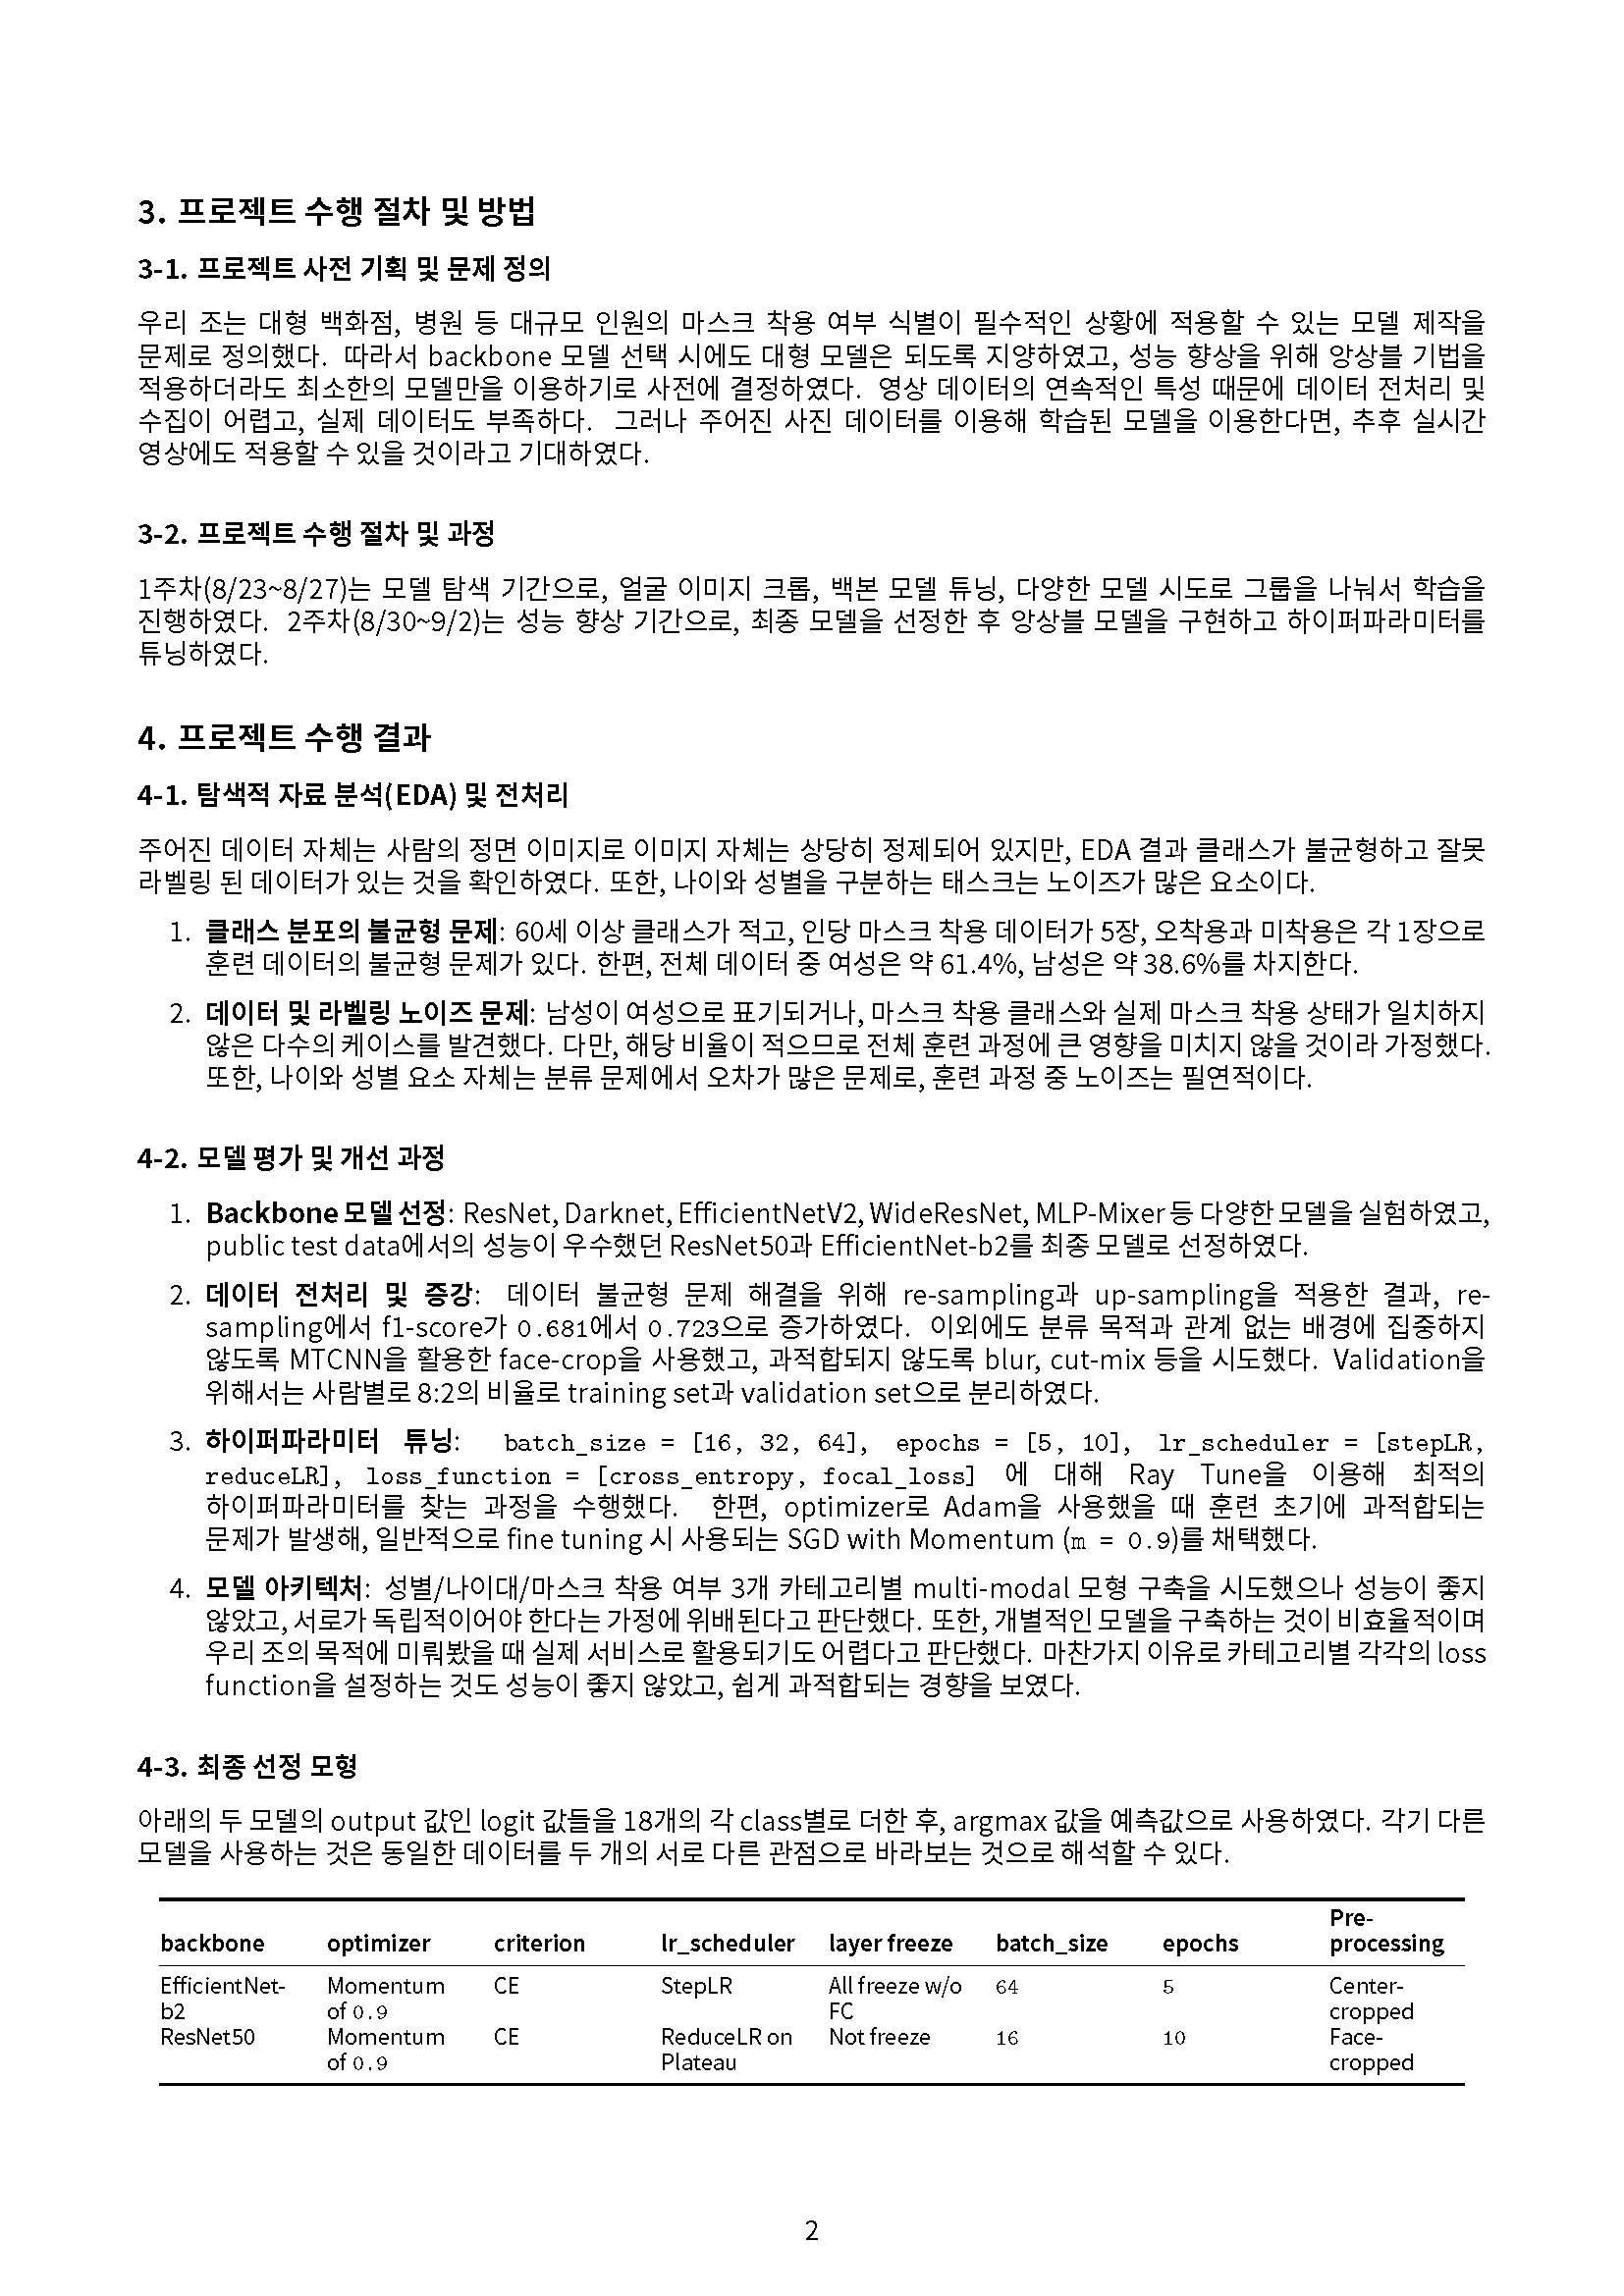 3. 프로젝트 수행 절차 및 방법
3-1. 프로젝트 사전 기획 및 문제 정의
우리 조는 대형 백화점, 병원 등 대규모 인원의 마스크 착용 여부 식별이 필수적인 상황에 적용할 수 있는 모델 제작을
문제로 정의했다. 따라서 backbone 모델 선택 시에도 대형 모델은 되도록 지양하였고, 성능 향상을 위해 앙상블 기법을
적용하더라도 최소한의 모델만을 이용하기로 사전에 결정하였다. 영상 데이터의 연속적인 특성 때문에 데이터 전처리 및
수집이 어렵고, 실제 데이터도 부족하다. 그러나 주어진 사진 데이터를 이용해 학습된 모델을 이용한다면, 추후 실시간
영상에도 적용할 수 있을 것이라고 기대하였다.
3-2. 프로젝트 수행 절차 및 과정
1주차(8/23~8/27)는 모델 탐색 기간으로, 얼굴 이미지 크롭, 백본 모델 튜닝, 다양한 모델 시도로 그룹을 나눠서 학습을
진행하였다. 2주차(8/30~9/2)는 성능 향상 기간으로, 최종 모델을 선정한 후 앙상블 모델을 구현하고 하이퍼파라미터를
튜닝하였다.
4. 프로젝트 수행 결과
4-1. 탐색적 자료 분석(EDA) 및 전처리
주어진 데이터 자체는 사람의 정면 이미지로 이미지 자체는 상당히 정제되어 있지만, EDA 결과 클래스가 불균형하고 잘못
라벨링 된 데이터가 있는 것을 확인하였다. 또한, 나이와 성별을 구분하는 태스크는 노이즈가 많은 요소이다.
1. 클래스 분포의 불균형 문제: 60세 이상 클래스가 적고, 인당 마스크 착용 데이터가 5장, 오착용과 미착용은 각 1장으로
훈련 데이터의 불균형 문제가 있다. 한편, 전체 데이터 중 여성은 약 61.4%, 남성은 약 38.6%를 차지한다.
2. 데이터 및 라벨링 노이즈 문제: 남성이 여성으로 표기되거나, 마스크 착용 클래스와 실제 마스크 착용 상태가 일치하지
않은 다수의 케이스를 발견했다. 다만, 해당 비율이 적으므로 전체 훈련 과정에 큰 영향을 미치지 않을 것이라 가정했다.
또한, 나이와 성별 요소 자체는 분류 문제에서 오차가 많은 문제로, 훈련 과정 중 노이즈는 필연적이다.
4-2. 모델 평가 및 개선 과정
1. Backbone 모델 선정: ResNet, Darknet, EfficientNetV2, WideResNet, MLP-Mixer 등 다양한 모델을 실험하였고,
public test data에서의 성능이 우수했던 ResNet50과 EfficientNet-b2를 최종 모델로 선정하였다.
2. 데이터 전처리 및 증강: 데이터 불균형 문제 해결을 위해 re-sampling과 up-sampling을 적용한 결과, re-
sampling에서 f1-score가 0.681에서 0.723으로 증가하였다. 이외에도 분류 목적과 관계 없는 배경에 집중하지
않도록 MTCNN을 활용한 face-crop을 사용했고, 과적합되지 않도록 blur, cut-mix 등을 시도했다. Validation을
위해서는 사람별로 8:2의 비율로 training set과 validation set으로 분리하였다.
3. 하이퍼파라미터 튜닝: batch_size = [16, 32, 64], epochs = [5, 10], lr_scheduler = [stepLR,
reduceLR], loss_function = [cross_entropy, focal_loss] 에 대해 Ray Tune을 이용해 최적의
하이퍼파라미터를 찾는 과정을 수행했다. 한편, optimizer로 Adam을 사용했을 때 훈련 초기에 과적합되는
문제가 발생해, 일반적으로 fine tuning 시 사용되는 SGD with Momentum (m = 0.9)를 채택했다.
4. 모델 아키텍처: 성별/나이대/마스크 착용 여부 3개 카테고리별 multi-modal 모형 구축을 시도했으나 성능이 좋지
않았고, 서로가 독립적이어야 한다는 가정에 위배된다고 판단했다. 또한, 개별적인 모델을 구축하는 것이 비효율적이며
우리 조의 목적에 미뤄봤을 때 실제 서비스로 활용되기도 어렵다고 판단했다. 마찬가지 이유로 카테고리별 각각의 loss
function을 설정하는 것도 성능이 좋지 않았고, 쉽게 과적합되는 경향을 보였다.
4-3. 최종 선정 모형
아래의 두 모델의 output 값인 logit 값들을 18개의 각 class별로 더한 후, argmax 값을 예측값으로 사용하였다. 각기 다른
모델을 사용하는 것은 동일한 데이터를 두 개의 서로 다른 관점으로 바라보는 것으로 해석할 수 있다.
Pre-
backbone optimizer criterion lr_scheduler layer freeze batch_size epochs processing
EfficientNet- Momentum CE StepLR All freeze w/o 64 5 Center-
b2 of 0.9 FC cropped
ResNet50 Momentum CE ReduceLR on Not freeze 16 10 Face-
of 0.9 Plateau cropped
2